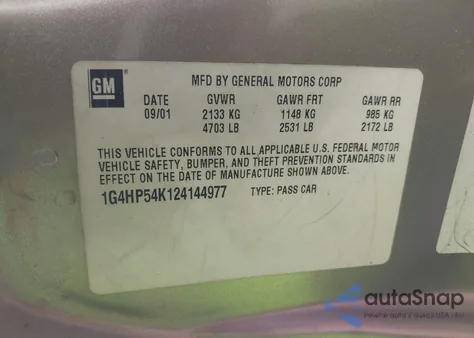 GM
MFD BY GENERAL MOTORS CORP
DATE GVWR GAWR FRT GAWR RR
09/01 2133 KG 1148 KG 985 KG
4703 LB 2531 LB 2172 LB
THIS VEHICLE CONFORMS TO ALL APPLICABLE U.S. FEDERAL MOTOR
VEHICLE SAFETY, BUMPER, AND THEFT PREVENTION STANDARDS IN
EFFECT ON THE DATE OF MANUFACTURE SHOWN ABOVE.
1G4HP54K124144977 TYPE: PASS CAR
autoSnap